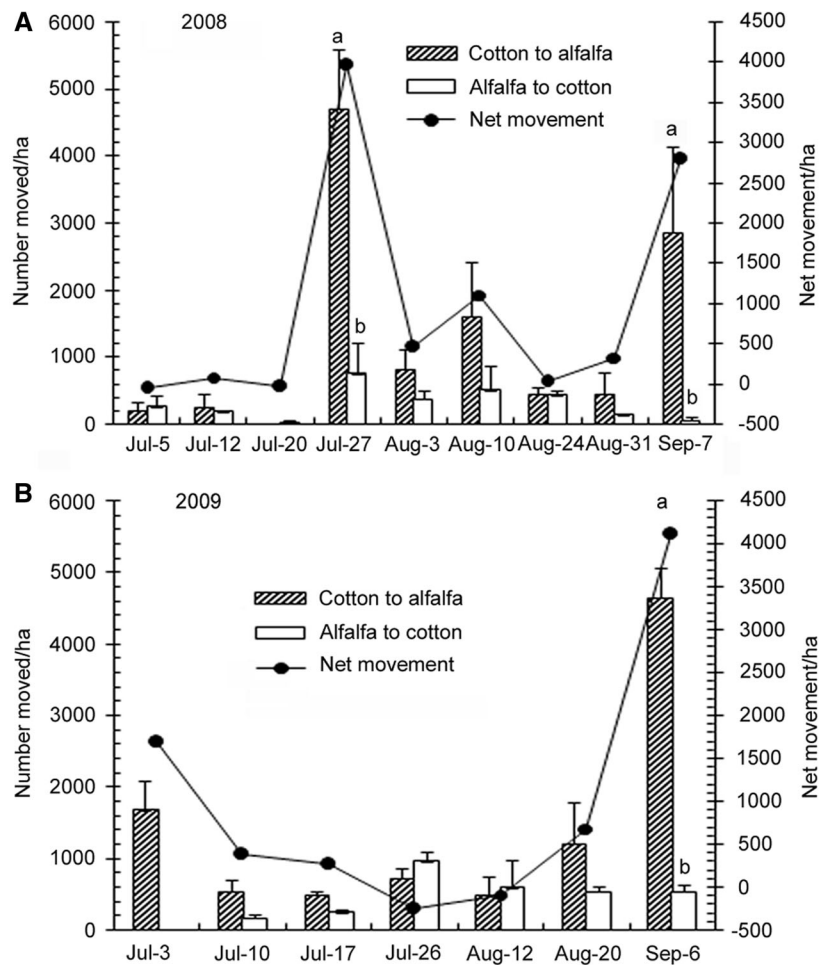 A
2008
6000
5000
4000
3000
2000
1000
0
Number moved/ha
4500
4000
3500
3000
2500
2000
1500
1000
500
0
-500
Net movement/ha
Cotton to alfalfa
Alfalfa to cotton
Net movement
a
b
a
b
Jul-5 Jul-12 Jul-20 Jul-27 Aug-3 Aug-10 Aug-24 Aug-31 Sep-7
B
2009
6000
5000
4000
3000
2000
1000
0
Number moved/ha
4500
4000
3500
3000
2500
2000
1500
1000
500
0
-500
Net movement/ha
Cotton to alfalfa
Alfalfa to cotton
Net movement
a
b
Jul-3 Jul-10 Jul-17 Jul-26 Aug-12 Aug-20 Sep-6